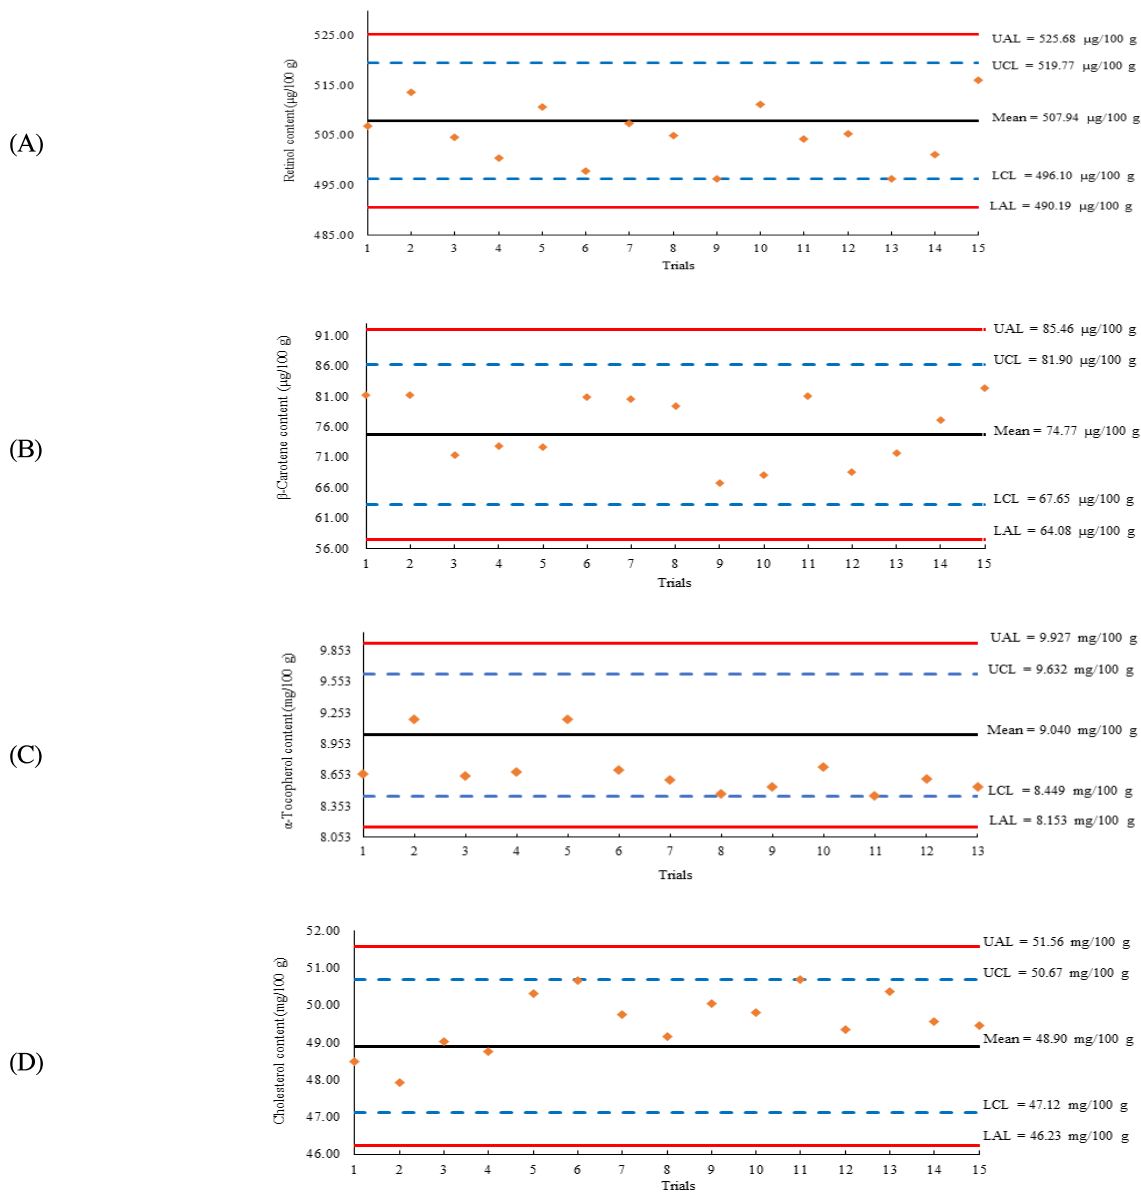 (A)
Retinol content (µg/100 g)
525.00
515.00
505.00
495.00
485.00
UAL = 525.68 µg/100 g
UCL = 519.77 µg/100 g
Mean = 507.94 µg/100 g
LCL = 496.10 µg/100 g
LAL = 490.19 µg/100 g
1 2 3 4 5 6 7 8 9 10 11 12 13 14 15
Trials
(B)
β-Carotene content (µg/100 g)
91.00
86.00
81.00
76.00
71.00
66.00
61.00
56.00
UAL = 85.46 µg/100 g
UCL = 81.90 µg/100 g
Mean = 74.77 µg/100 g
LCL = 67.65 µg/100 g
LAL = 64.08 µg/100 g
1 2 3 4 5 6 7 8 9 10 11 12 13 14 15
Trials
(C)
α-Tocopherol content (mg/100 g)
9.853
9.553
9.253
8.953
8.653
8.353
8.053
UAL = 9.927 mg/100 g
UCL = 9.632 mg/100 g
Mean = 9.040 mg/100 g
LCL = 8.449 mg/100 g
LAL = 8.153 mg/100 g
1 2 3 4 5 6 7 8 9 10 11 12 13
Trials
(D)
Cholesterol content (mg/100 g)
52.00
51.00
50.00
49.00
48.00
47.00
46.00
UAL = 51.56 mg/100 g
UCL = 50.67 mg/100 g
Mean = 48.90 mg/100 g
LCL = 47.12 mg/100 g
LAL = 46.23 mg/100 g
1 2 3 4 5 6 7 8 9 10 11 12 13 14 15
Trials